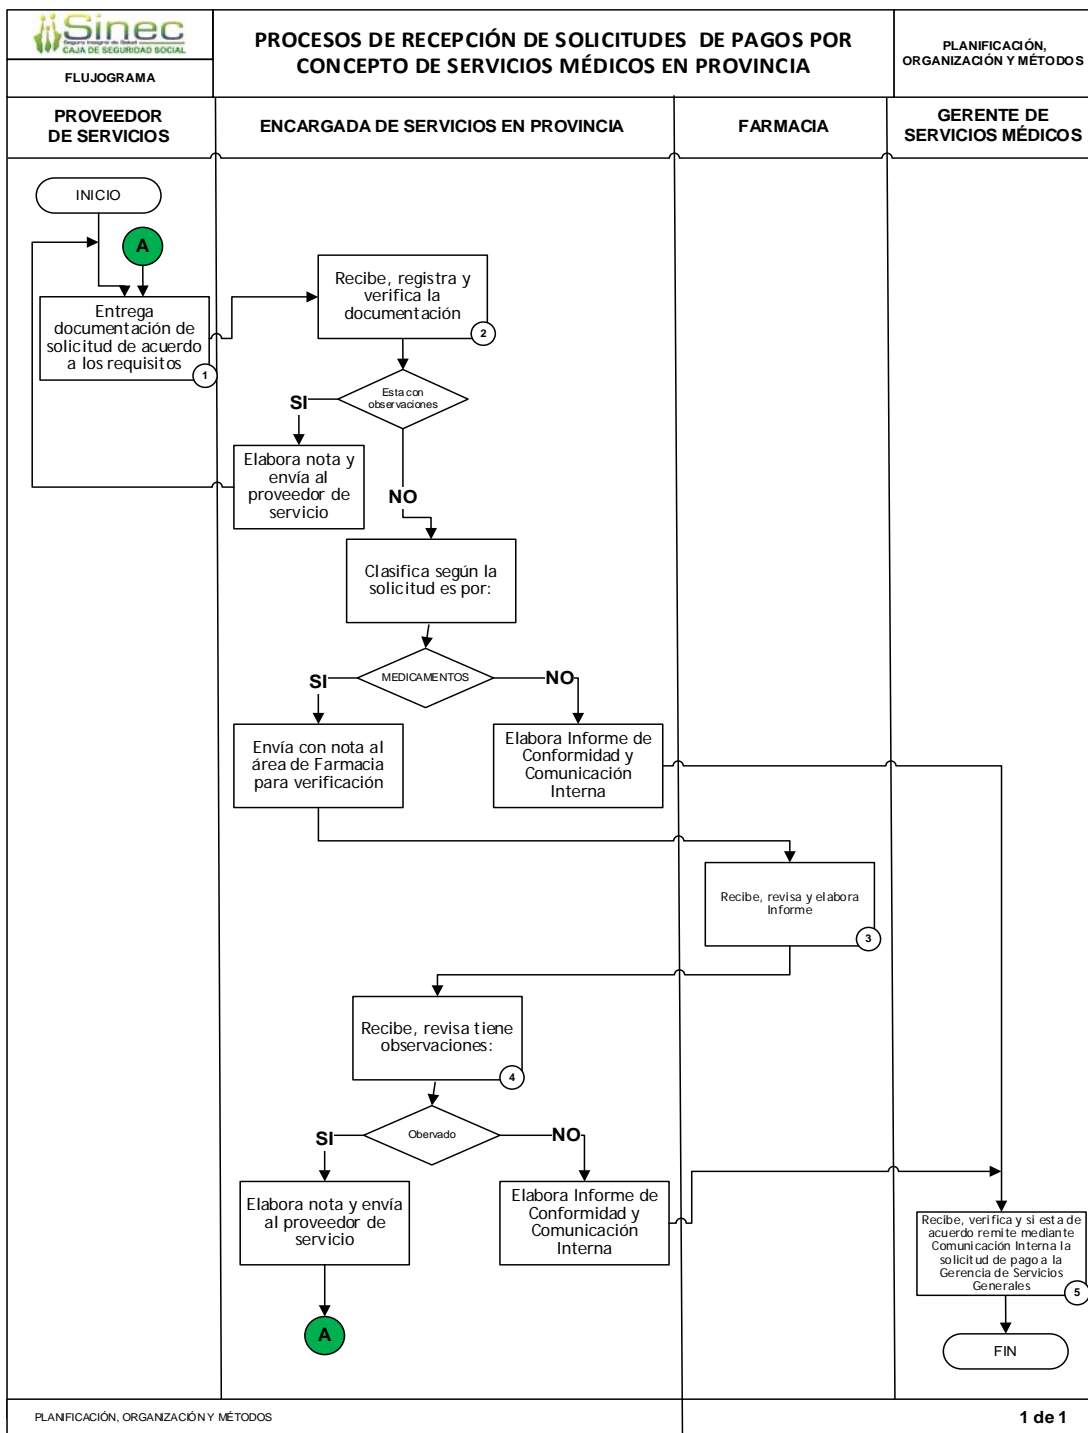 Sinec
Seguro Integral de Salud
CAJA DE SEGURIDAD SOCIAL
FLUJOGRAMA
PROCESOS DE RECEPCIÓN DE SOLICITUDES DE PAGOS POR
CONCEPTO DE SERVICIOS MÉDICOS EN PROVINCIA
PLANIFICACIÓN,
ORGANIZACIÓN Y MÉTODOS
PROVEEDOR
DE SERVICIOS
ENCARGADA DE SERVICIOS EN PROVINCIA
FARMACIA
GERENTE DE
SERVICIOS MÉDICOS
INICIO
A
Entrega
documentación de
solicitud de acuerdo
a los requisitos
1
Recibe, registra y
verifica la
documentación
2
Esta con
observaciones
SI
Elabora nota y
envía al
proveedor de
servicio
NO
Clasifica según la
solicitud es por:
MEDICAMENTOS
SI
NO
Envía con nota al
área de Farmacia
para verificación
Elabora Informe de
Conformidad y
Comunicación
Interna
Recibe, revisa y elabora
Informe
3
Recibe, revisa tiene
observaciones:
4
Obervado
SI
NO
Elabora nota y envía
al proveedor de
servicio
Elabora Informe de
Conformidad y
Comunicación
Interna
Recibe, verifica y si esta de
acuerdo remite mediante
Comunicación Interna la
solicitud de pago a la
Gerencia de Servicios
Generales
5
A
FIN
PLANIFICACIÓN, ORGANIZACIÓN Y MÉTODOS
1 de 1